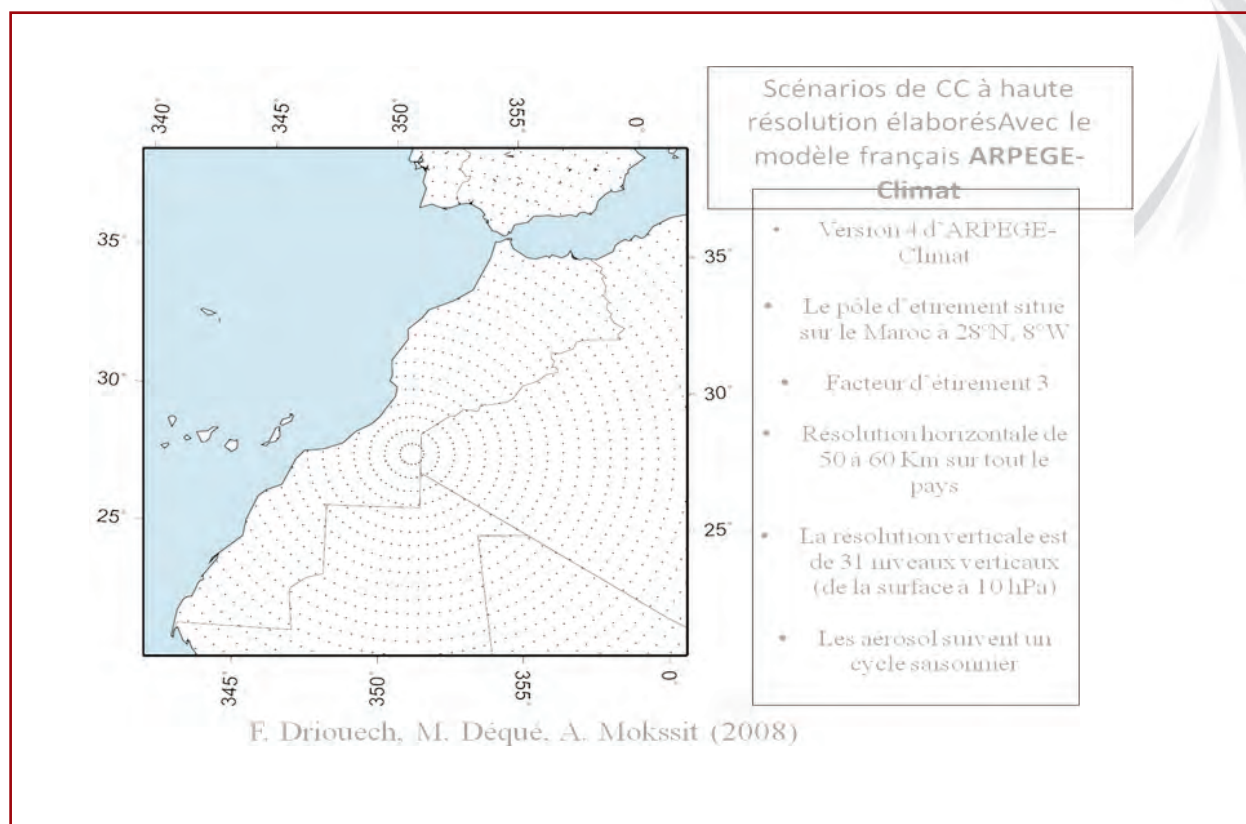 340°
345°
350°
355°
0°
35°
30°
25°
35°
30°
25°
345°
350°
355°
0°
F. Driouech, M. Déqué, A. Mokssit (2008)
Scénarios de CC à haute
résolution élaborésAvec le
modèle français ARPEGE-
Climat
• Version 4 d'ARPEGE-
Climat
• Le pôle d'etirement situe
sur le Maroc à 28°N, 8°W
• Facteur d'étirement 3
• Résolution horizontale de
50 à 60 Km sur tout le
pays
• La résolution verticale est
de 31 niveaux verticaux
(de la surface à 10 hPa)
• Les aérosol suivent un
cycle saisonnier